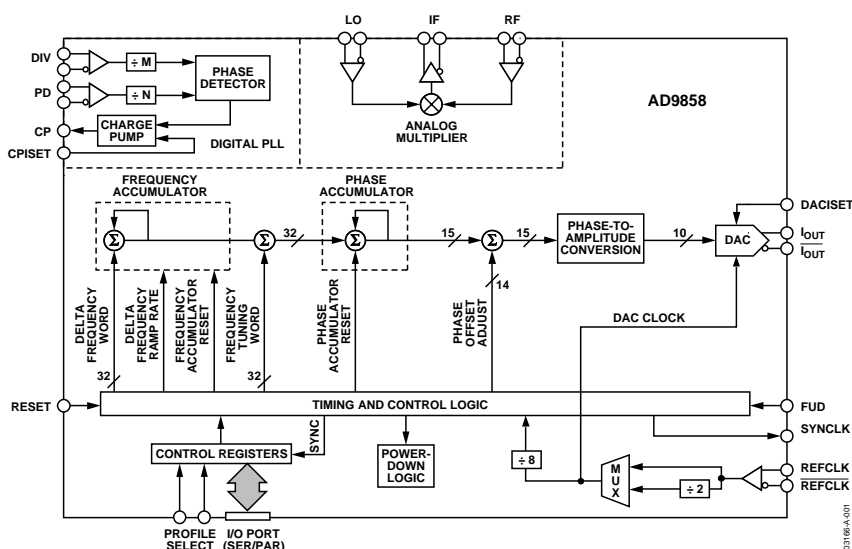 LO
IF
RF
DIV
PD
÷ M
÷ N
PHASE
DETECTOR
CP
CHARGE
PUMP
CPISET
DIGITAL PLL
ANALOG
MULTIPLIER
AD9858
FREQUENCY
ACCUMULATOR
PHASE
ACCUMULATOR
Σ
Σ
32
Σ
15
Σ
15
PHASE-TO-
AMPLITUDE
CONVERSION
10
DAC
DACISET
IOUT
IOUT
14
DELTA
FREQUENCY
WORD
DELTA
FREQUENCY
RAMP RATE
FREQUENCY
ACCUMULATOR
RESET
FREQUENCY
TUNING
WORD
PHASE
ACCUMULATOR
RESET
PHASE
OFFSET
ADJUST
DAC CLOCK
32
32
RESET
TIMING AND CONTROL LOGIC
FUD
SYNCLK
SYNC
CONTROL REGISTERS
POWER-
DOWN
LOGIC
÷ 8
MUX
÷ 2
REFCLK
REFCLK
PROFILE
SELECT
I/O PORT
(SER/PAR)
03166-A-001